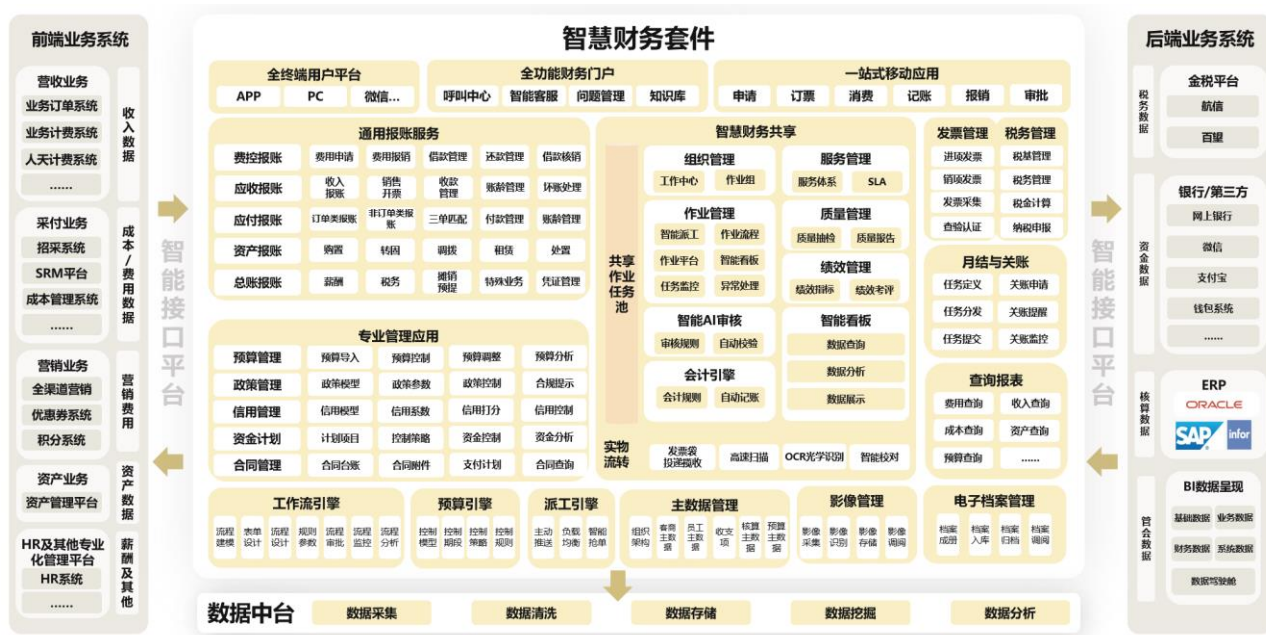 前端业务系统
营收业务
业务订单系统
业务计费系统
人天计费系统
......
收入数据
采付业务
招采系统
SRM平台
成本管理系统
......
成本/费用数据
营销业务
全渠道营销
优惠券系统
积分系统
营销费用
资产业务
资产管理平台
资产数据
HR及其他专业
化管理平台
HR系统
......
薪酬及其他
智能接口平台
智慧财务套件
全终端用户平台
APP PC 微信...
全功能财务门户
呼叫中心 智能客服 问题管理 知识库
一站式移动应用
申请 订票 消费 记账 报销 审批
通用报账服务
费控报账 费用申请 费用报销 借款管理 还款管理 借款核销
应收报账 收入报账 销售开票 收款管理 账龄管理 坏账处理
应付报账 订单类报账 非订单类报账 三单匹配 付款管理 账龄管理
资产报账 购置 转固 调拨 租赁 处置
总账报账 薪酬 税务 摊销预提 特殊业务 凭证管理
专业管理应用
预算管理 预算导入 预算控制 预算调整 预算分析
政策管理 政策模型 政策参数 政策控制 合规提示
信用管理 信用模型 信用系数 信用打分 信用控制
资金计划 计划项目 控制策略 资金控制 资金分析
合同管理 合同台账 合同附件 支付计划 合同查询
智慧财务共享
共享作业任务池
组织管理
工作中心 作业组
作业管理
智能派工 作业流程
作业平台 智能看板
任务监控 异常处理
智能AI审核
审核规则 自动校验
会计引擎
会计规则 自动记账
服务管理
服务体系 SLA
质量管理
质量抽检 质量报告
绩效管理
绩效指标 绩效考评
智能看板
数据查询
数据分析
数据展示
实物流转
发票袋投递揽收 高速扫描 OCR光学识别 智能校对
发票管理
进项发票
销项发票
发票采集
查验认证
税务管理
税基管理
税务管理
税金计算
纳税申报
月结与关账
任务定义 关账申请
任务分发 关账提醒
任务提交 关账监控
查询报表
费用查询 收入查询
成本查询 资产查询
预算查询 ......
工作流引擎
流程建模 表单设计 流程设计 规则参数 流程审批 流程监控 流程分析
预算引擎
控制模型 控制期段 控制策略 控制规则
派工引擎
主动推送 负载均衡 智能抢单
主数据管理
组织架构 客商主数据 员工主数据 收支项 核算主数据 预算主数据
影像管理
影像采集 影像识别 影像存储 影像调阅
电子档案管理
档案成册 档案入库 档案归档 档案调阅
数据中台
数据采集 数据清洗 数据存储 数据挖掘 数据分析
智能接口平台
后端业务系统
税务数据
金税平台
航信
百望
资金数据
银行/第三方
网上银行
微信
支付宝
钱包系统
......
核算数据
ERP
ORACLE
SAP infor
管会数据
BI数据呈现
基础数据 业务数据
财务数据 系统数据
数据驾驶舱